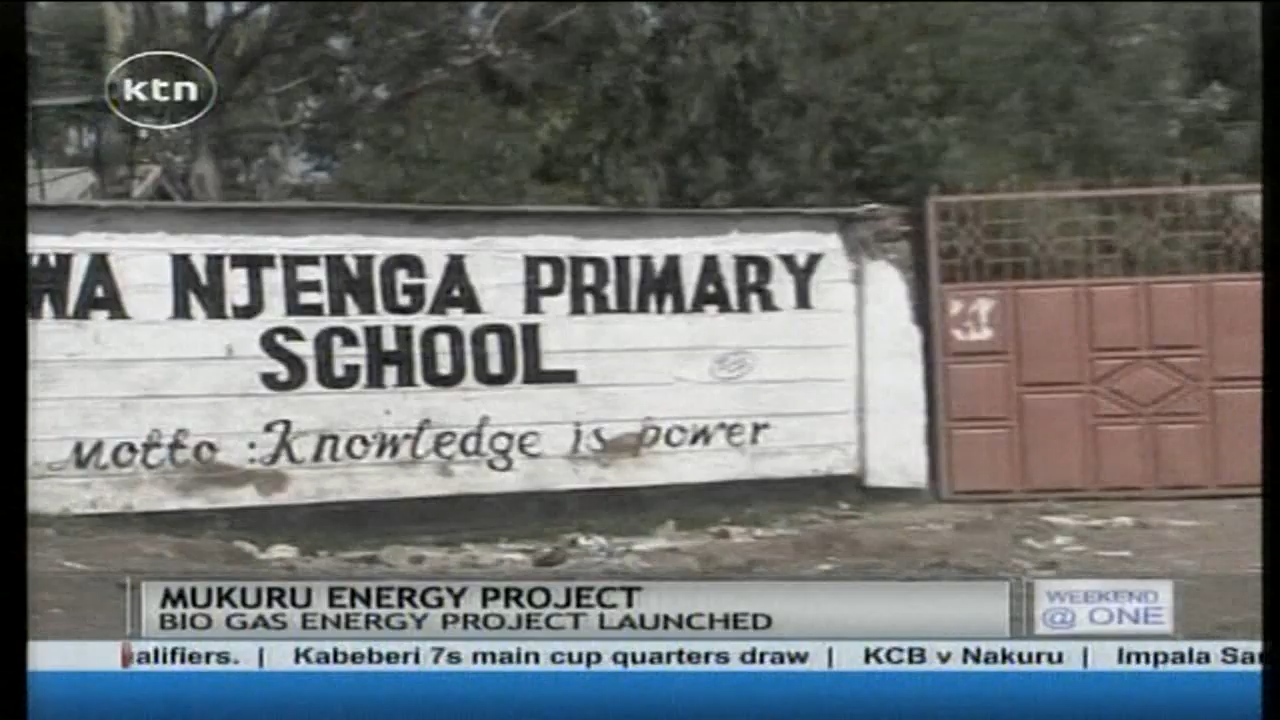 ktn
WA NJENGA PRIMARY
SCHOOL
Motto :Knowledge is power
MUKURU ENERGY PROJECT
BIO GAS ENERGY PROJECT LAUNCHED
WEEKEND
@ ONE
alifiers. | Kabeberi 7s main cup quarters draw | KCB v Nakuru | Impala Sa